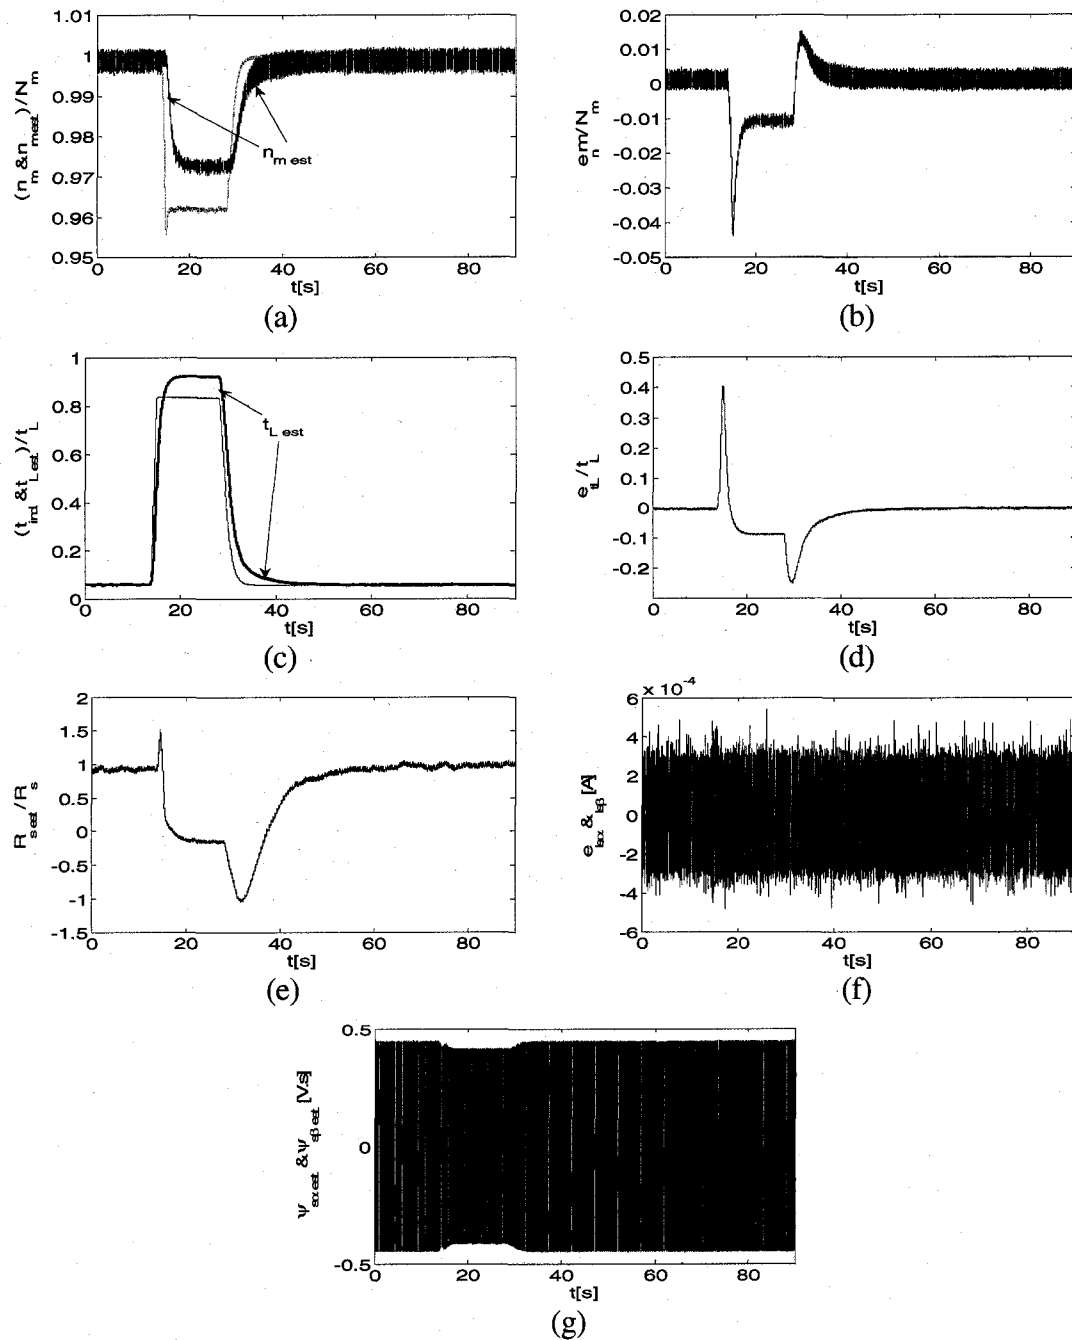 (n_m & n_mest.)/N_m
1.01
1
0.99
0.98
0.97
0.96
0.95
n_m est
0 20 40 60 80
t[s]
(a)
e_nm/N_m
0.02
0.01
0
-0.01
-0.02
-0.03
-0.04
-0.05
0 20 40 60 80
t[s]
(b)
(t_ind & t_L est.)/t_L
1
0.8
0.6
0.4
0.2
0
t_L est
0 20 40 60 80
t[s]
(c)
e_tL/t_L
0.5
0.4
0.3
0.2
0.1
0
-0.1
-0.2
0 20 40 60 80
t[s]
(d)
R_s est/R_s
2
1.5
1
0.5
0
-0.5
-1
-1.5
0 20 40 60 80
t[s]
(e)
e_Isα & _Isβ [A]
6 x 10^-4
4
2
0
-2
-4
-6
0 20 40 60 80
t[s]
(f)
ψ_sα est. & ψ_sβ est. [V.s]
0.5
0
-0.5
0 20 40 60 80
t[s]
(g)